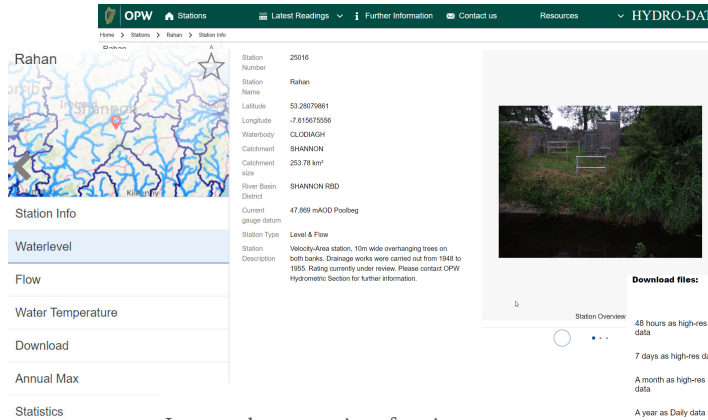 OPW Stations Latest Readings Further Information Contact us Resources HYDRO-DAT
Home > Stations > Rahan > Station Info
Rahan
Station Info
Waterlevel
Flow
Water Temperature
Download
Annual Max
Statistics
Station Number 25016
Station Name Rahan
Latitude 53.28079861
Longitude -7.615675556
Waterbody CLODIAGH
Catchment SHANNON
Catchment size 253.78 km²
River Basin District SHANNON RBD
Current gauge datum 47.869 mAOD Poolbeg
Station Type Level & Flow
Station Description Velocity-Area station, 10m wide overhanging trees on
both banks. Drainage works were carried out from 1948 to
1955. Rating currently under review. Please contact OPW
Hydrometric Section for further information.
Station Overview
Download files:
48 hours as high-res
data
7 days as high-res da
A month as high-res
data
A year as Daily data